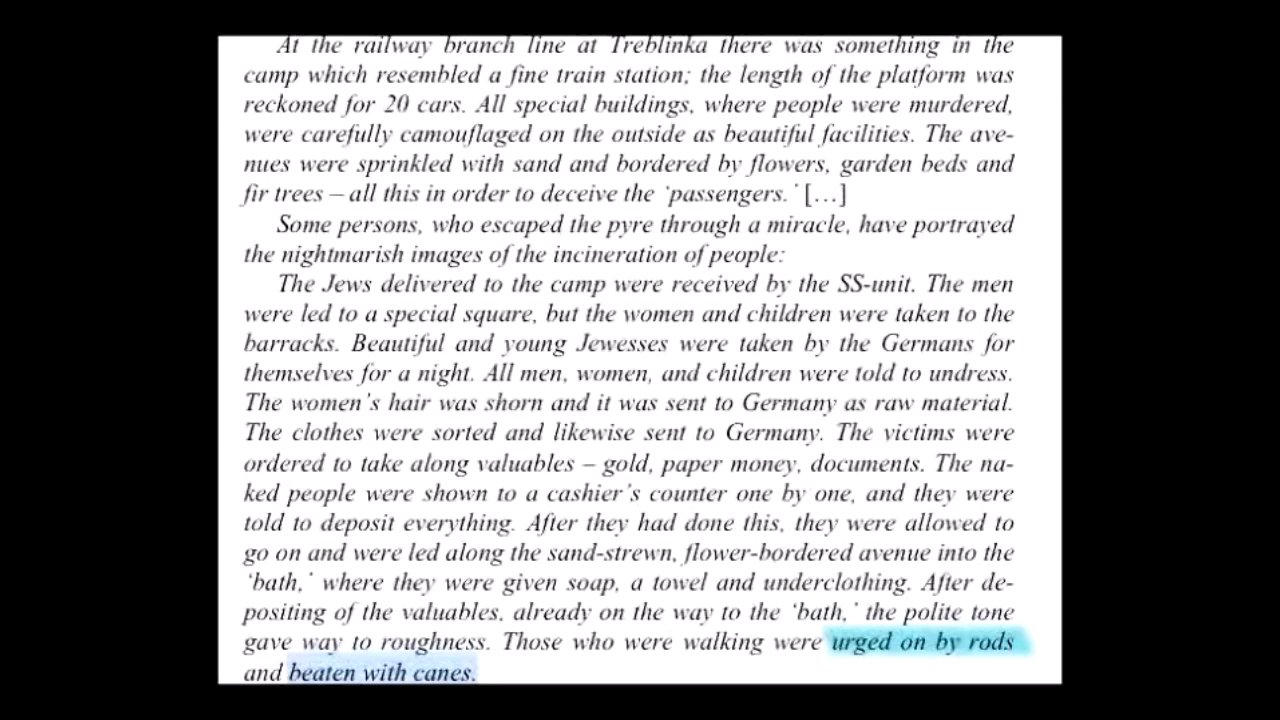 At the railway branch line at Treblinka there was something in the
camp which resembled a fine train station; the length of the platform was
reckoned for 20 cars. All special buildings, where people were murdered,
were carefully camouflaged on the outside as beautiful facilities. The ave-
nues were sprinkled with sand and bordered by flowers, garden beds and
fir trees – all this in order to deceive the ‘passengers.’ […]
Some persons, who escaped the pyre through a miracle, have portrayed
the nightmarish images of the incineration of people:
The Jews delivered to the camp were received by the SS-unit. The men
were led to a special square, but the women and children were taken to the
barracks. Beautiful and young Jewesses were taken by the Germans for
themselves for a night. All men, women, and children were told to undress.
The women’s hair was shorn and it was sent to Germany as raw material.
The clothes were sorted and likewise sent to Germany. The victims were
ordered to take along valuables – gold, paper money, documents. The na-
ked people were shown to a cashier’s counter one by one, and they were
told to deposit everything. After they had done this, they were allowed to
go on and were led along the sand-strewn, flower-bordered avenue into the
‘bath,’ where they were given soap, a towel and underclothing. After de-
positing of the valuables, already on the way to the ‘bath,’ the polite tone
gave way to roughness. Those who were walking were urged on by rods
and beaten with canes.